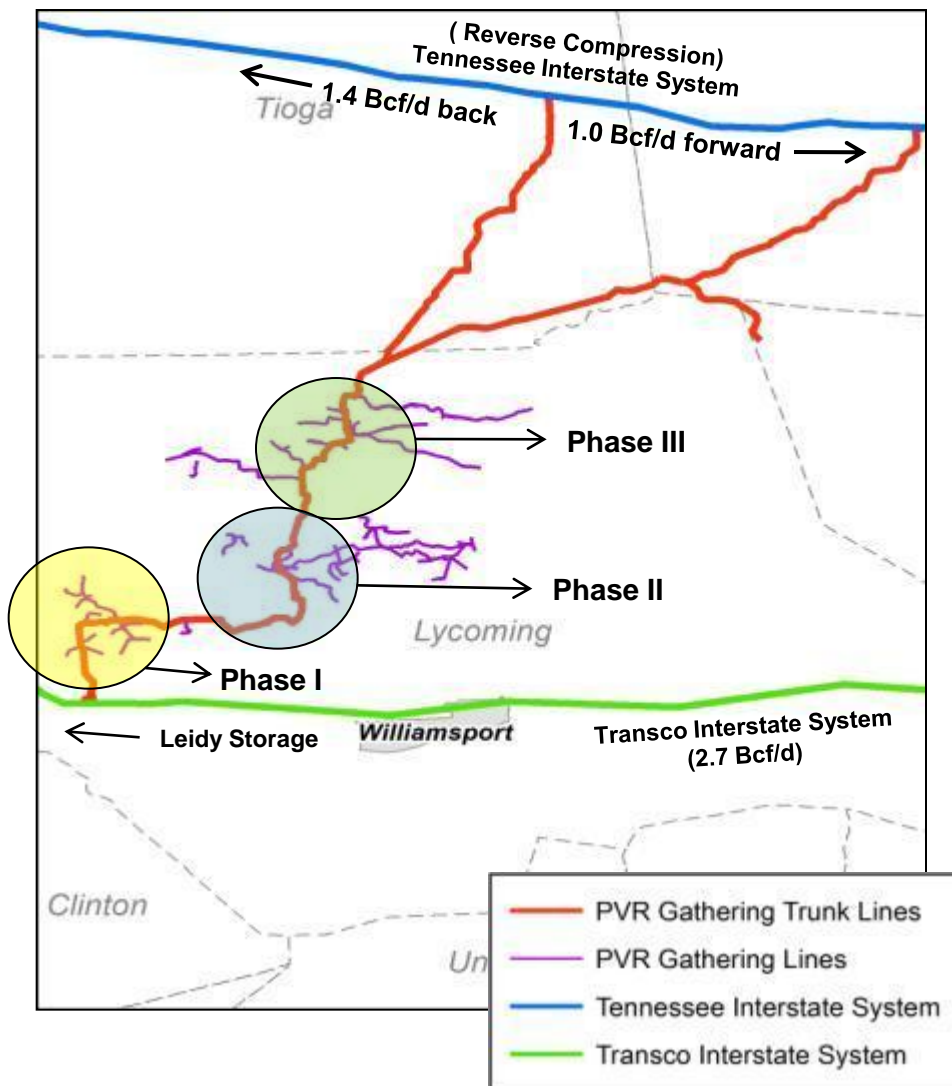 ( Reverse Compression)
Tennessee Interstate System
1.4 Bcf/d back
Tioga
1.0 Bcf/d forward
Phase III
Phase II
Lycoming
Phase I
Leidy Storage
Williamsport
Transco Interstate System
(2.7 Bcf/d)
Clinton
Un
PVR Gathering Trunk Lines
PVR Gathering Lines
Tennessee Interstate System
Transco Interstate System